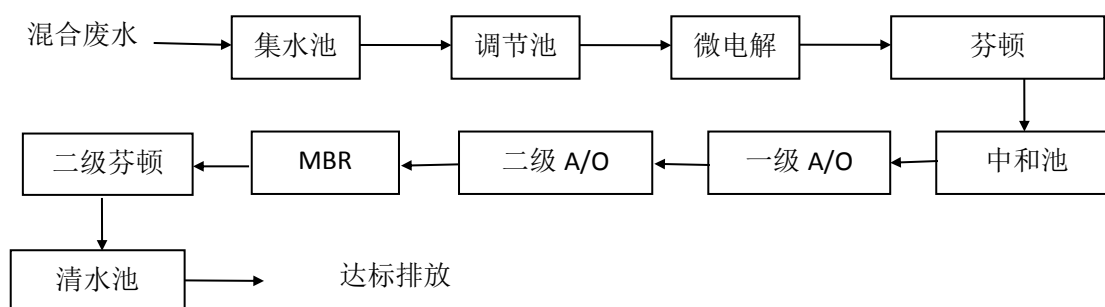 混合废水
集水池
调节池
微电解
芬顿
中和池
一级 A/O
二级 A/O
MBR
二级芬顿
清水池
达标排放